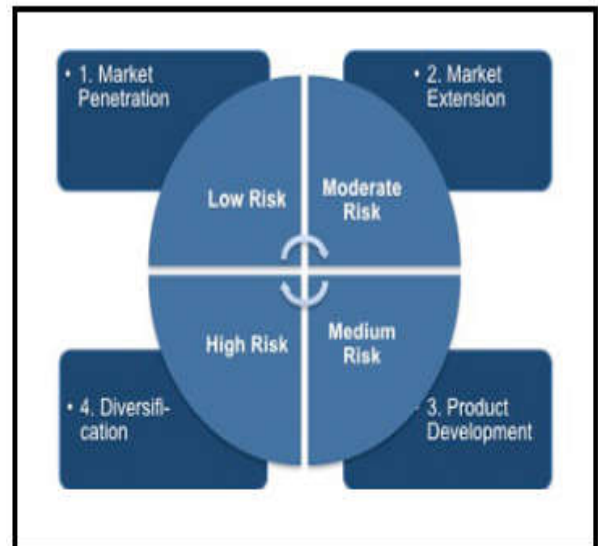 • 1. Market
Penetration
• 2. Market
Extension
Low Risk
Moderate
Risk
High Risk
Medium
Risk
• 4. Diversifi-
cation
• 3. Product
Development